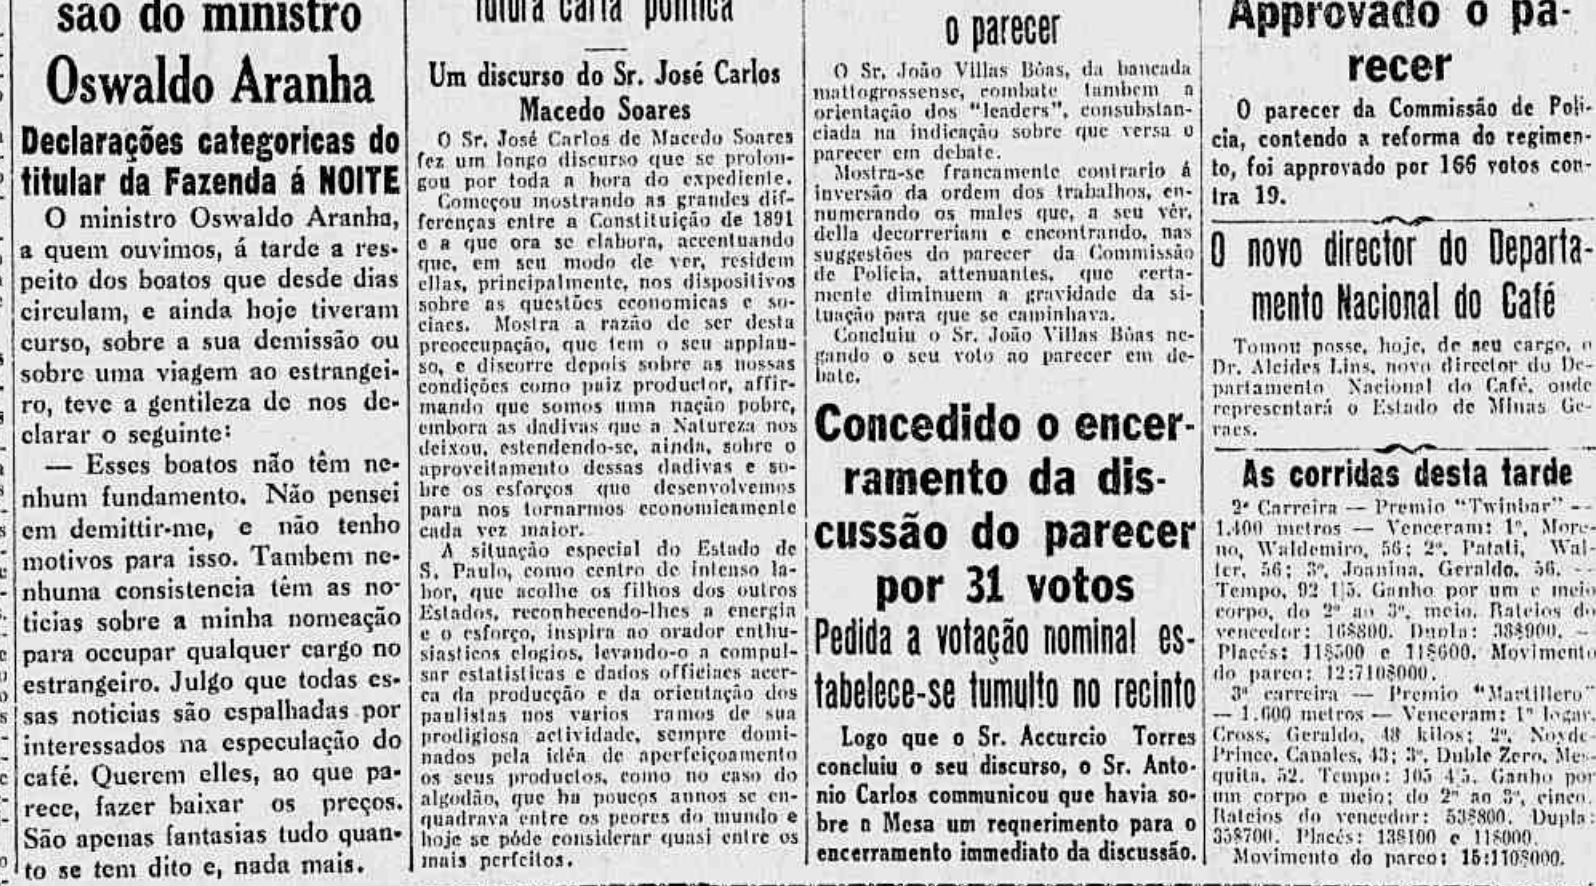 são do ministro
Oswaldo Aranha
Declarações categoricas do
titular da Fazenda á NOITE
O ministro Oswaldo Aranha,
a quem ouvimos, á tarde a res-
peito dos boatos que desde dias
circulam, e ainda hoje tiveram
curso, sobre a sua demissão ou
sobre uma viagem ao estrangei-
ro, teve a gentileza de nos de-
clarar o seguinte:
— Esses boatos não têm ne-
nhum fundamento. Não pensei
em demittir-me, e não tenho
motivos para isso. Tambem ne-
nhuma consistencia têm as no-
ticias sobre a minha nomeação
para occupar qualquer cargo no
estrangeiro. Julgo que todas es-
sas noticias são espalhadas por
interessados na especulação do
café. Querem elles, ao que pa-
rece, fazer baixar os preços.
São apenas fantasias tudo quan-
to se tem dito e, nada mais.
futura carta politica
Um discurso do Sr. José Carlos
Macedo Soares
O Sr. José Carlos de Macedo Soares
fez um longo discurso que se prolon-
gou por toda a hora do expediente.
Começou mostrando as grandes dif-
ferenças entre a Constituição de 1891
e a que ora se elabora, accentuando
que, em seu modo de ver, residem
ellas, principalmente, nos dispositivos
sobre as questões economicas e so-
ciaes. Mostra a razão de ser desta
preoccupação, que tem o seu applau-
so, e discorre depois sobre as nossas
condições como paiz productor, affir-
mando que somos uma nação pobre,
embora as dadivas que a Natureza nos
deixou, estendendo-se, ainda, sobre o
aproveitamento dessas dadivas e so-
bre os esforços que desenvolvemos
para nos tornarmos economicamente
cada vez maior.
A situação especial do Estado de
S. Paulo, como centro de intenso la-
bor, que acolhe os filhos dos outros
Estados, reconhecendo-lhes a energia
e o esforço, inspira ao orador enthu-
siasticos elogios, levando-o a compul-
sar estatisticas e dados officiaes acer-
ca da producção e da orientação dos
paulistas nos varios ramos de sua
prodigiosa actividade, sempre domi-
nados pela idéa de aperfeiçoamento
os seus productos, como no caso do
algodão, que ha poucos annos se en-
quadrava entre os peores do mundo e
hoje se póde considerar quasi entre os
mais perfeitos.
o parecer
O Sr. João Villas Bôas, da bancada
mattogrossense, combate tambem a
orientação dos "leaders", consubstan-
ciada na indicação sobre que versa o
parecer em debate.
Mostra-se francamente contrario á
inversão da ordem dos trabalhos, en-
numerando os males que, a seu vêr,
della decorreriam e encontrando, nas
suggestões do parecer da Commissão
de Policia, attenuantes, que certa-
mente diminuem a gravidade da si-
tuação para que se caminhava.
Concluiu o Sr. João Villas Bôas ne-
gando o seu voto ao parecer em de-
bate.
Concedido o encer-
ramento da dis-
cussão do parecer
por 31 votos
Pedida a votação nominal es-
tabelece-se tumulto no recinto
Logo que o Sr. Accurcio Torres
concluiu o seu discurso, o Sr. Anto-
nio Carlos communicou que havia so-
bre a Mesa um requerimento para o
encerramento immediato da discussão.
Approvado o pa-
recer
O parecer da Commissão de Poli-
cia, contendo a reforma do regimen-
to, foi approvado por 166 votos con-
tra 19.
O novo director do Departa-
mento Nacional do Café
Tomou posse, hoje, de seu cargo, o
Dr. Alcides Lins, novo director do De-
partamento Nacional do Café, onde
representará o Estado de Minas Ge-
raes.
As corridas desta tarde
2ª Carreira — Premio "Twinbar" —
1.400 metros — Venceram: 1º, More-
no, Waldemiro, 56; 2º, Patati, Wal-
ter, 56; 3º, Joanina, Geraldo, 56. —
Tempo, 92 1|5. Ganho por um e meio
corpo, do 2º ao 3º, meio. Rateios do
vencedor: 16$800. Dupla: 38$900. —
Placés: 11$500 e 11$600. Movimento
do pareo: 12:710$000.
3ª carreira — Premio "Martillero"
— 1.600 metros — Venceram: 1º logar
Cross, Geraldo, 48 kilos; 2º, Noyde-
Prince, Canales, 43; 3º, Duble Zero, Mes-
quita, 52. Tempo: 105 4|5. Ganho por
um corpo e meio; do 2º ao 3º, cinco.
Rateios do vencedor: 53$800. Dupla:
35$700. Placés: 13$100 e 11$000.
Movimento do pareo: 15:110$000.